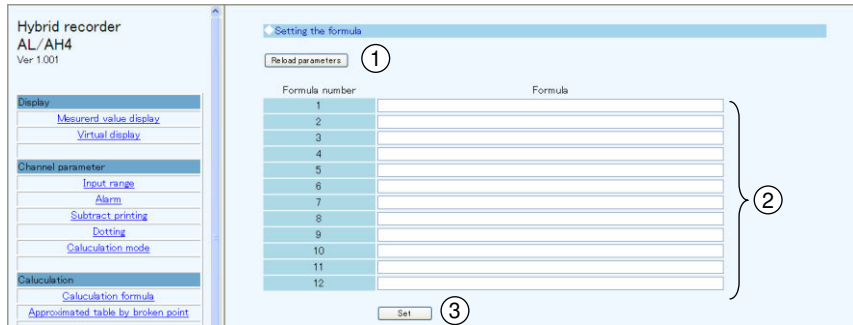 Hybrid recorder
AL/AH4
Ver 1.001
Display
Mesurerd value display
Virtual display
Channel parameter
Input range
Alarm
Subtract printing
Dotting
Caluculation mode
Caluculation
Caluculation formula
Approximated table by broken point
Setting the formula
Reload parameters
1
Formula number Formula
1
2
3
4
5
6
7
8
9
10
11
12
2
Set
3